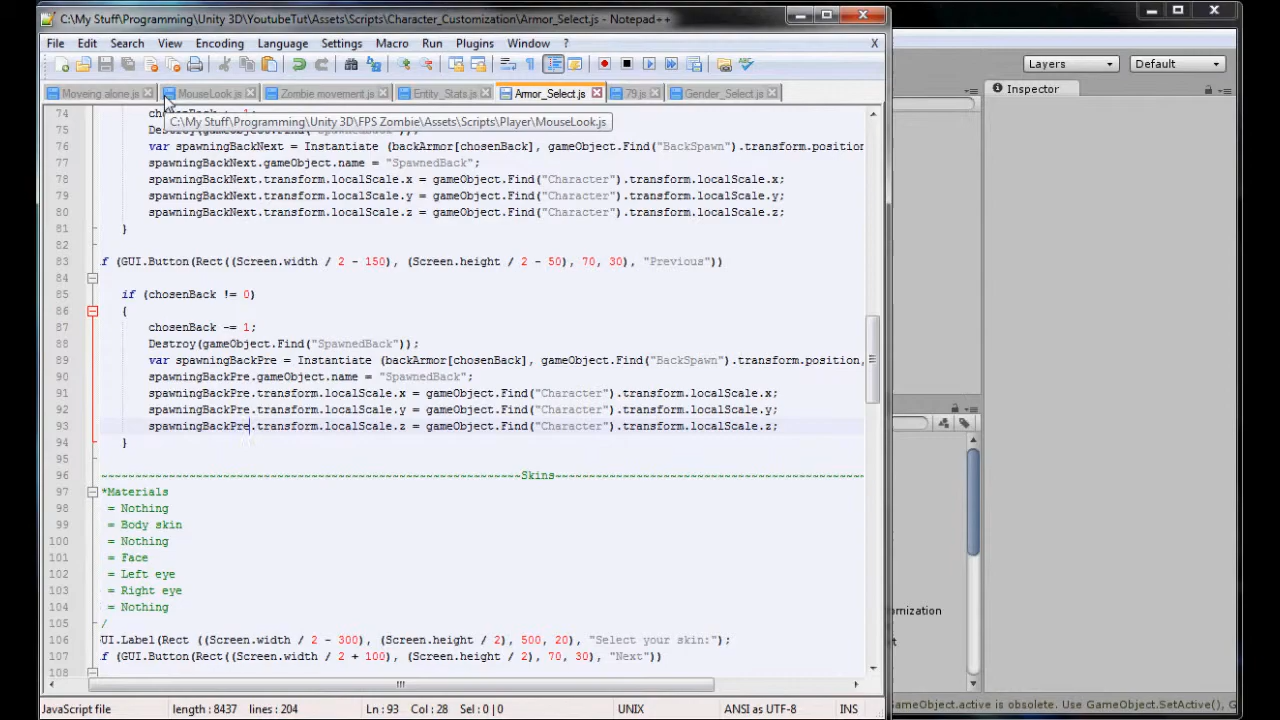 C:\My Stuff\Programming\Unity 3D\YoutubeTut\Assets\Scripts\Character_Customization\Armor_Select.js - Notepad++
File Edit Search View Encoding Language Settings Macro Run Plugins Window ? X
Layers Default
Moveing alone.js MouseLook.js Zombie movement.js Entity_Stats.js Armor_Select.js 79.js Gender_Select.js
Inspector
C:\My Stuff\Programming\Unity 3D\FPS Zombie\Assets\Scripts\Player\MouseLook.js
74
75
76 var spawningBackNext = Instantiate (backArmor[chosenBack], gameObject.Find("BackSpawn").transform.position
77 spawningBackNext.gameObject.name = "SpawnedBack";
78 spawningBackNext.transform.localScale.x = gameObject.Find("Character").transform.localScale.x;
79 spawningBackNext.transform.localScale.y = gameObject.Find("Character").transform.localScale.y;
80 spawningBackNext.transform.localScale.z = gameObject.Find("Character").transform.localScale.z;
81 }
82
83 f (GUI.Button(Rect((Screen.width / 2 - 150), (Screen.height / 2 - 50), 70, 30), "Previous"))
84
85 if (chosenBack != 0)
86 {
87 chosenBack -= 1;
88 Destroy(gameObject.Find("SpawnedBack"));
89 var spawningBackPre = Instantiate (backArmor[chosenBack], gameObject.Find("BackSpawn").transform.position,
90 spawningBackPre.gameObject.name = "SpawnedBack";
91 spawningBackPre.transform.localScale.x = gameObject.Find("Character").transform.localScale.x;
92 spawningBackPre.transform.localScale.y = gameObject.Find("Character").transform.localScale.y;
93 spawningBackPre.transform.localScale.z = gameObject.Find("Character").transform.localScale.z;
94 }
95
96 Skins
97 *Materials
98 = Nothing
99 = Body skin
100 = Nothing
101 = Face
102 = Left eye
103 = Right eye
104 = Nothing
105 /
106 UI.Label(Rect ((Screen.width / 2 - 300), (Screen.height / 2), 500, 20), "Select your skin:");
107 f (GUI.Button(Rect((Screen.width / 2 + 100), (Screen.height / 2), 70, 30), "Next"))
108
omization
t
JavaScript file length : 8437 lines : 204 Ln : 93 Col : 28 Sel : 0 | 0 UNIX ANSI as UTF-8 INS
GameObject.active is obsolete. Use GameObject.SetActive(), G